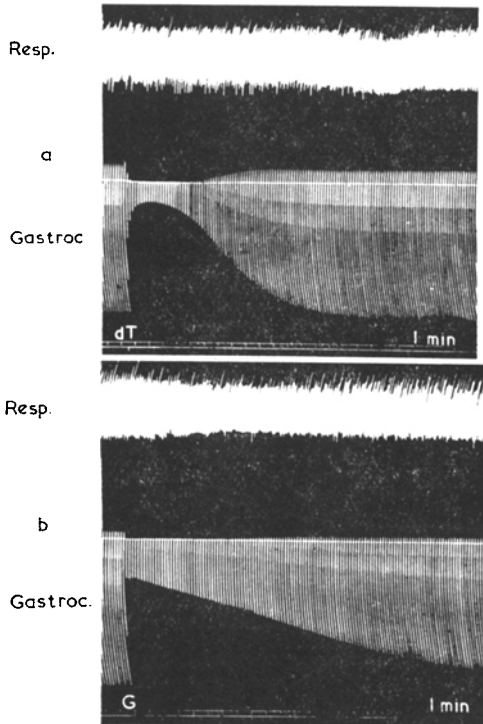 Resp.
a
Gastroc
dT
1 min
Resp.
b
Gastroc.
G
1 min